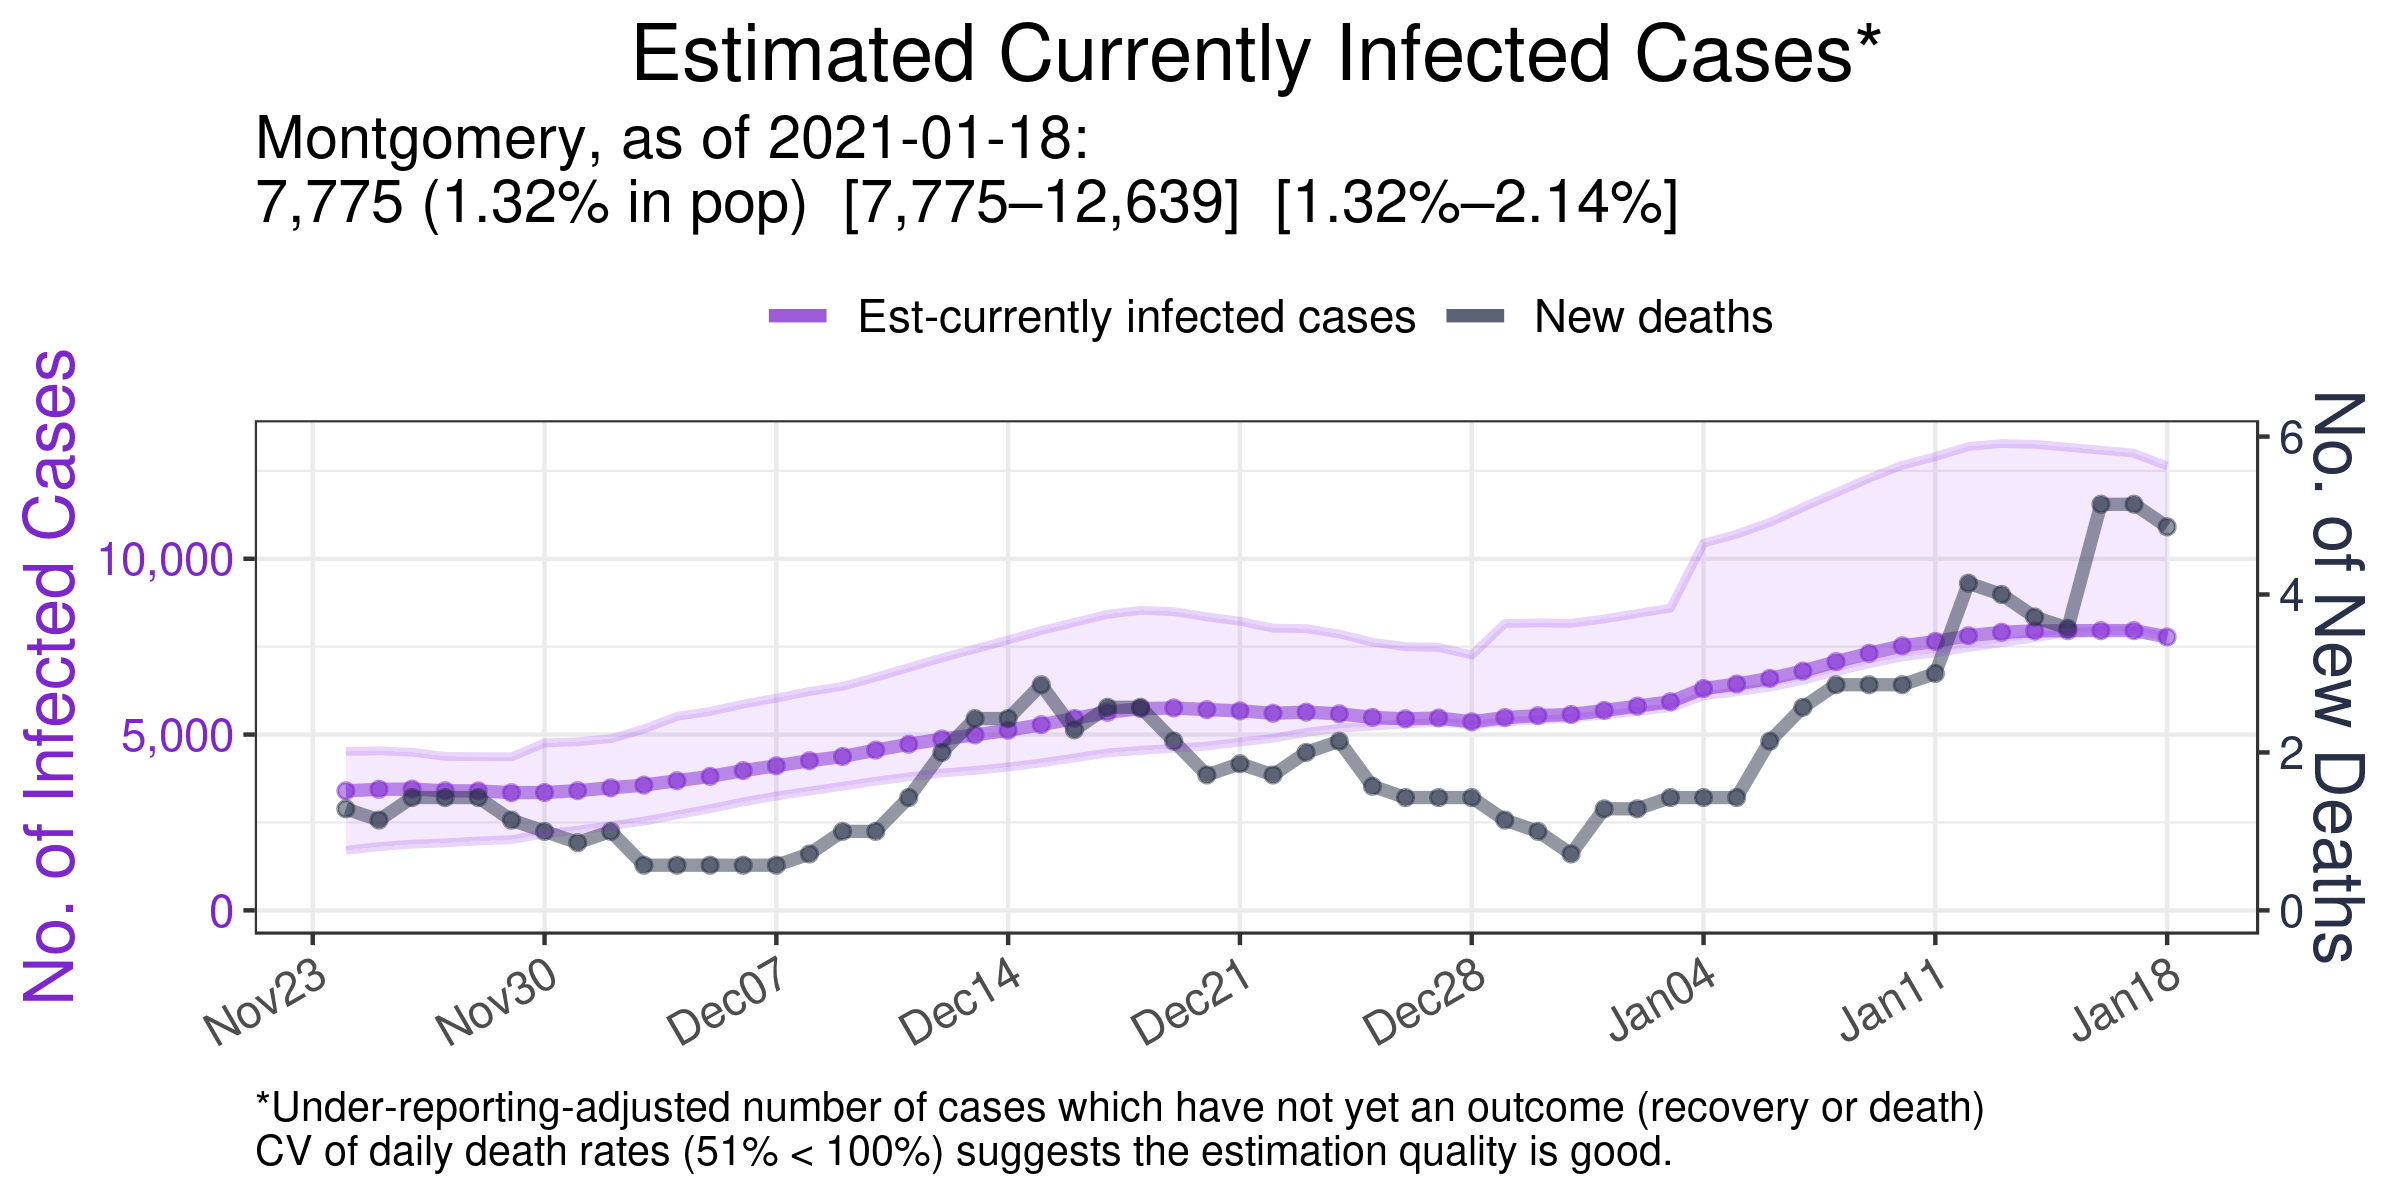 Estimated Currently Infected Cases*
Montgomery, as of 2021-01-18:
7,775 (1.32% in pop)  [7,775–12,639]  [1.32%–2.14%]
Est-currently infected cases
New deaths
No. of Infected Cases
10,000
5,000
0
6
4
2
0
No. of New Deaths
Nov23
Nov30
Dec07
Dec14
Dec21
Dec28
Jan04
Jan11
Jan18
*Under-reporting-adjusted number of cases which have not yet an outcome (recovery or death)
CV of daily death rates (51% < 100%) suggests the estimation quality is good.